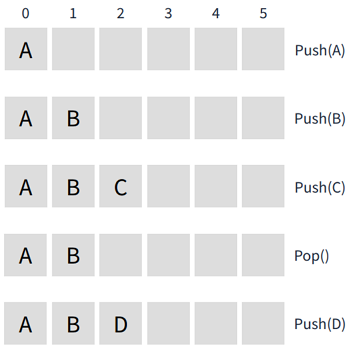 0 1 2 3 4 5
A Push(A)
A B Push(B)
A B C Push(C)
A B Pop()
A B D Push(D)